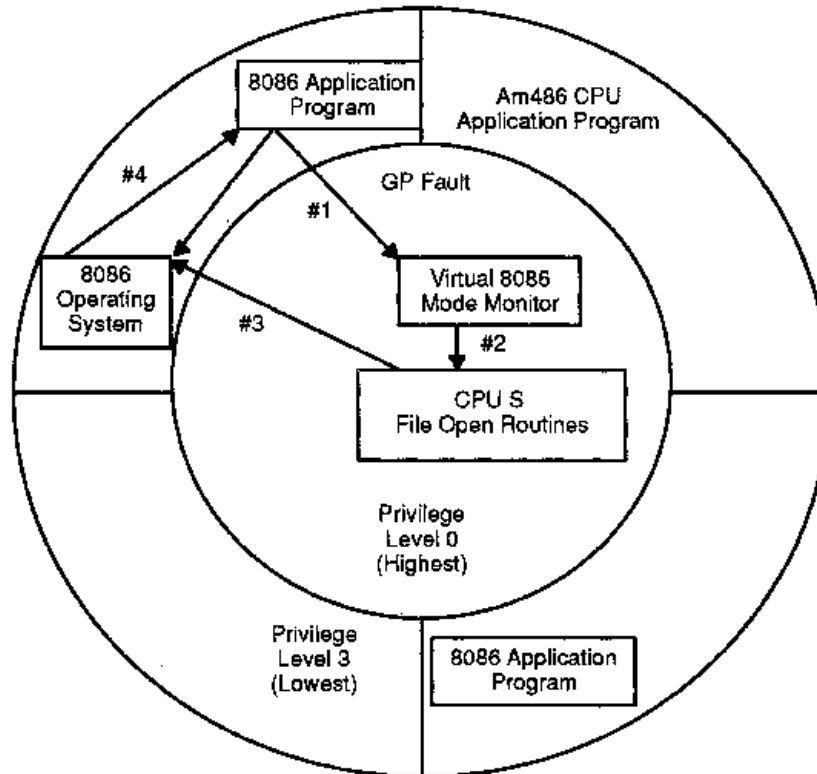 8086 Application
Program
Am486 CPU
Application Program
#4
GP Fault
#1
8086
Operating
System
Virtual 8086
Mode Monitor
#3
#2
CPU S
File Open Routines
Privilege
Level 0
(Highest)
Privilege
Level 3
(Lowest)
8086 Application
Program